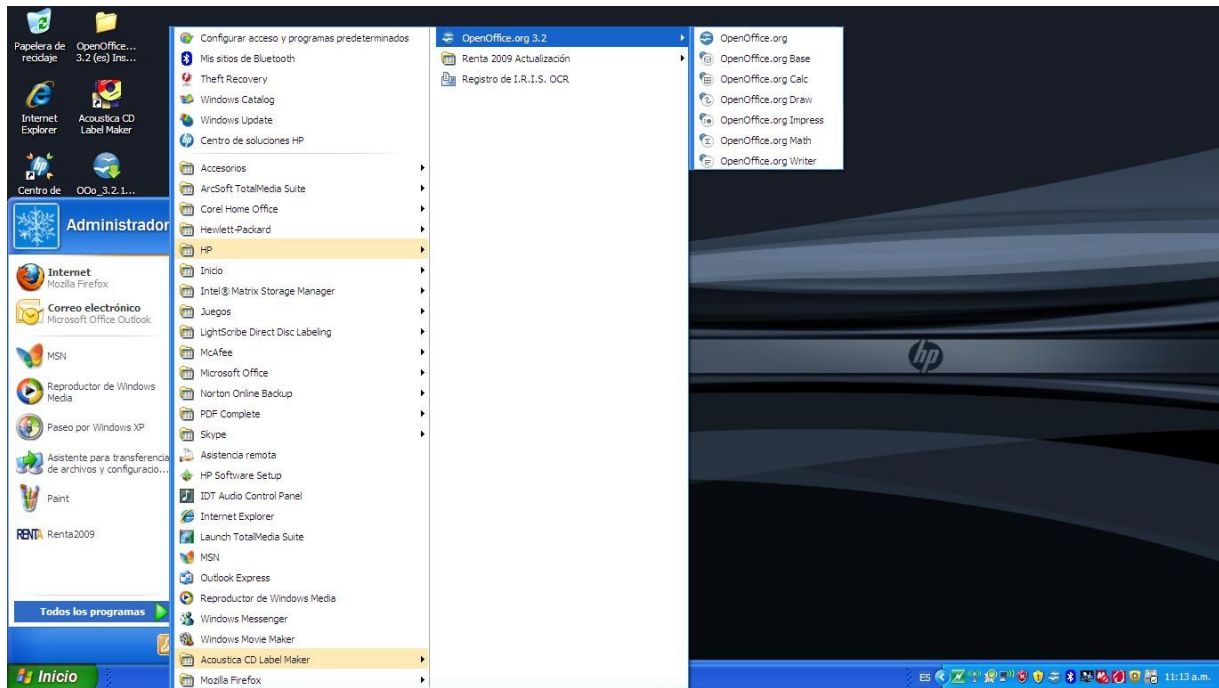 Papelera de
reciclaje
OpenOffice...
3.2 (es) Ins...
Internet
Explorer
Acoustica CD
Label Maker
Centro de
OOo_3.2.1...
Administrador
Internet
Mozilla Firefox
Correo electrónico
Microsoft Office Outlook
MSN
Reproductor de Windows
Media
Paseo por Windows XP
Asistente para transferencia
de archivos y configuracio...
Paint
RENTA Renta2009
Todos los programas
Configurar acceso y programas predeterminados
Mis sitios de Bluetooth
Theft Recovery
Windows Catalog
Windows Update
Centro de soluciones HP
Accesorios
ArcSoft TotalMedia Suite
Corel Home Office
Hewlett-Packard
HP
Inicio
Intel® Matrix Storage Manager
Juegos
LightScribe Direct Disc Labeling
McAfee
Microsoft Office
Norton Online Backup
PDF Complete
Skype
Asistencia remota
HP Software Setup
IDT Audio Control Panel
Internet Explorer
Launch TotalMedia Suite
MSN
Outlook Express
Reproductor de Windows Media
Windows Messenger
Windows Movie Maker
Acoustica CD Label Maker
Mozilla Firefox
OpenOffice.org 3.2
Renta 2009 Actualización
Registro de I.R.I.S. OCR
OpenOffice.org
OpenOffice.org Base
OpenOffice.org Calc
OpenOffice.org Draw
OpenOffice.org Impress
OpenOffice.org Math
OpenOffice.org Writer
hp
Inicio
ES
11:13 a.m.